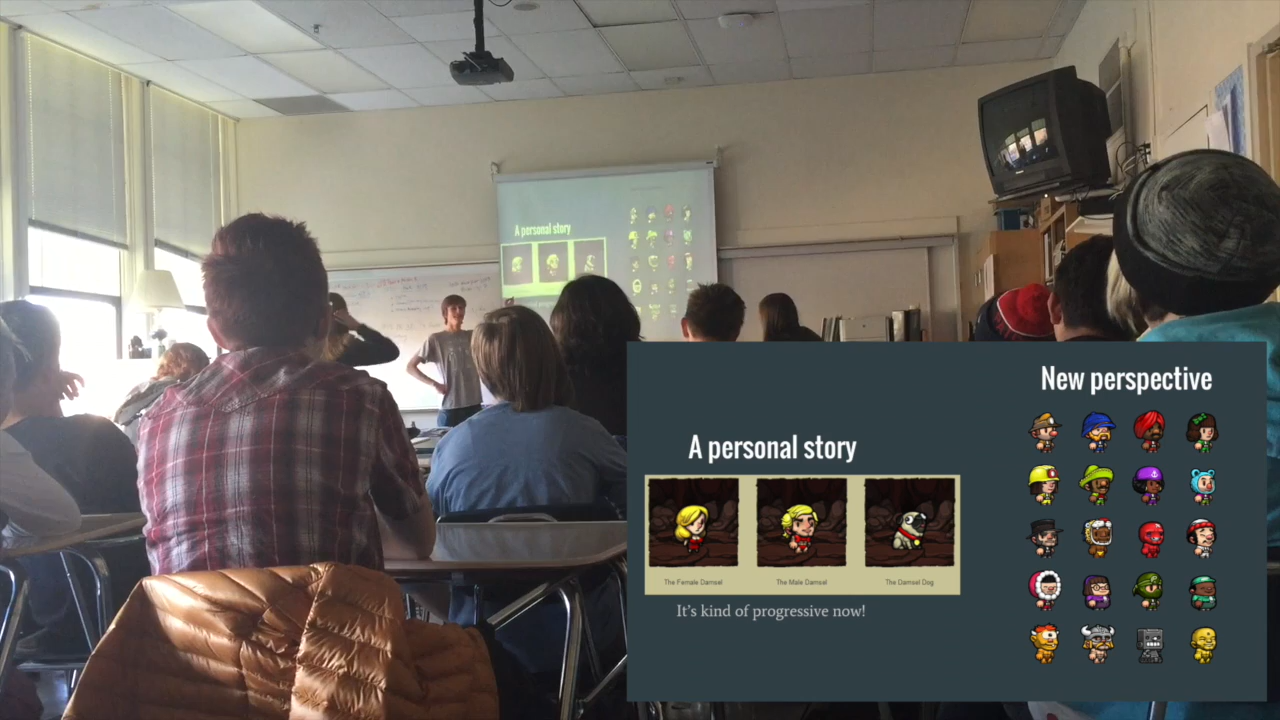 A personal story
New perspective
A personal story
The Female Damsel
The Male Damsel
The Damsel Dog
It's kind of progressive now!